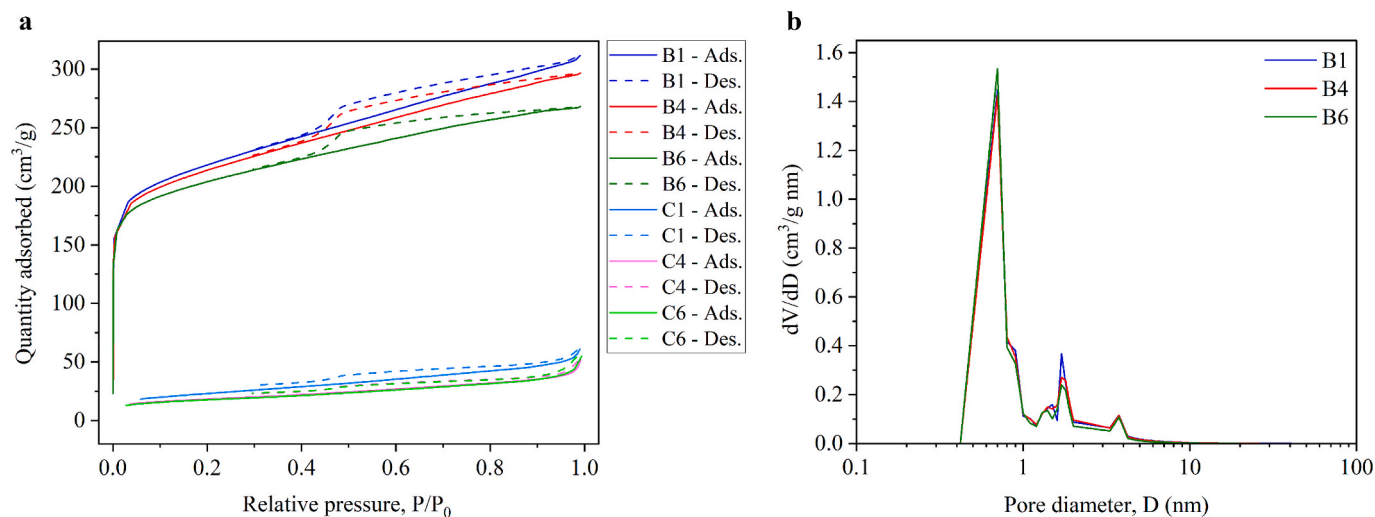 a
Quantity adsorbed (cm³/g)
300
250
200
150
100
50
0
0.0 0.2 0.4 0.6 0.8 1.0
Relative pressure, P/P₀
B1 - Ads.
B1 - Des.
B4 - Ads.
B4 - Des.
B6 - Ads.
B6 - Des.
C1 - Ads.
C1 - Des.
C4 - Ads.
C4 - Des.
C6 - Ads.
C6 - Des.
b
dV/dD (cm³/g nm)
1.6
1.4
1.2
1.0
0.8
0.6
0.4
0.2
0.0
0.1 1 10 100
Pore diameter, D (nm)
B1
B4
B6